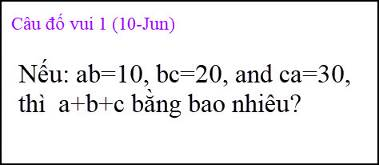 Câu đố vui 1 (10-Jun)
Nếu: ab=10, bc=20, and ca=30,
thì a+b+c bằng bao nhiêu?